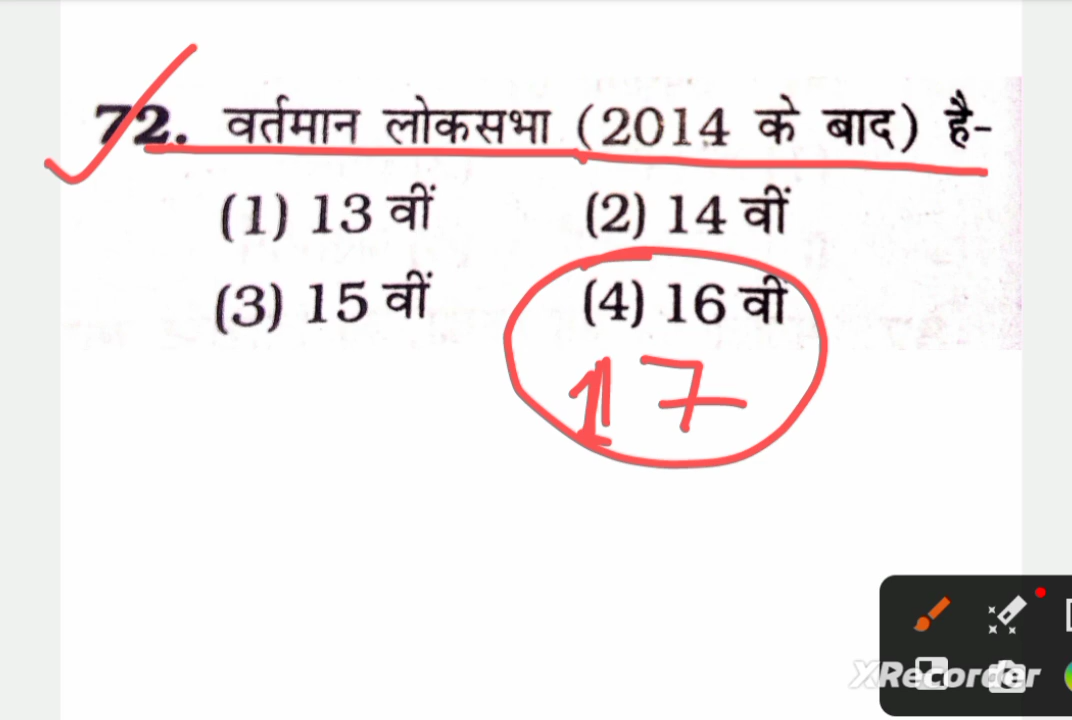 72. वर्तमान लोकसभा (2014 के बाद) है-
(1) 13 वीं (2) 14 वीं
(3) 15 वीं (4) 16 वी
17
XRecorder